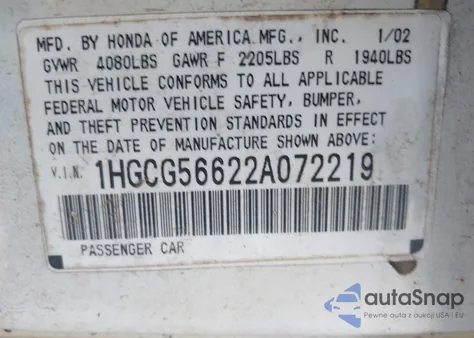 MFD. BY HONDA OF AMERICA MFG., INC. 1/02
GVWR 4080LBS GAWR F 2205LBS R 1940LBS
THIS VEHICLE CONFORMS TO ALL APPLICABLE
FEDERAL MOTOR VEHICLE SAFETY, BUMPER,
AND THEFT PREVENTION STANDARDS IN EFFECT
ON THE DATE OF MANUFACTURE SHOWN ABOVE:
V.I.N. 1HGCG56622A072219
PASSENGER CAR
autoSnap
Pewne auta z aukcji USA i EU